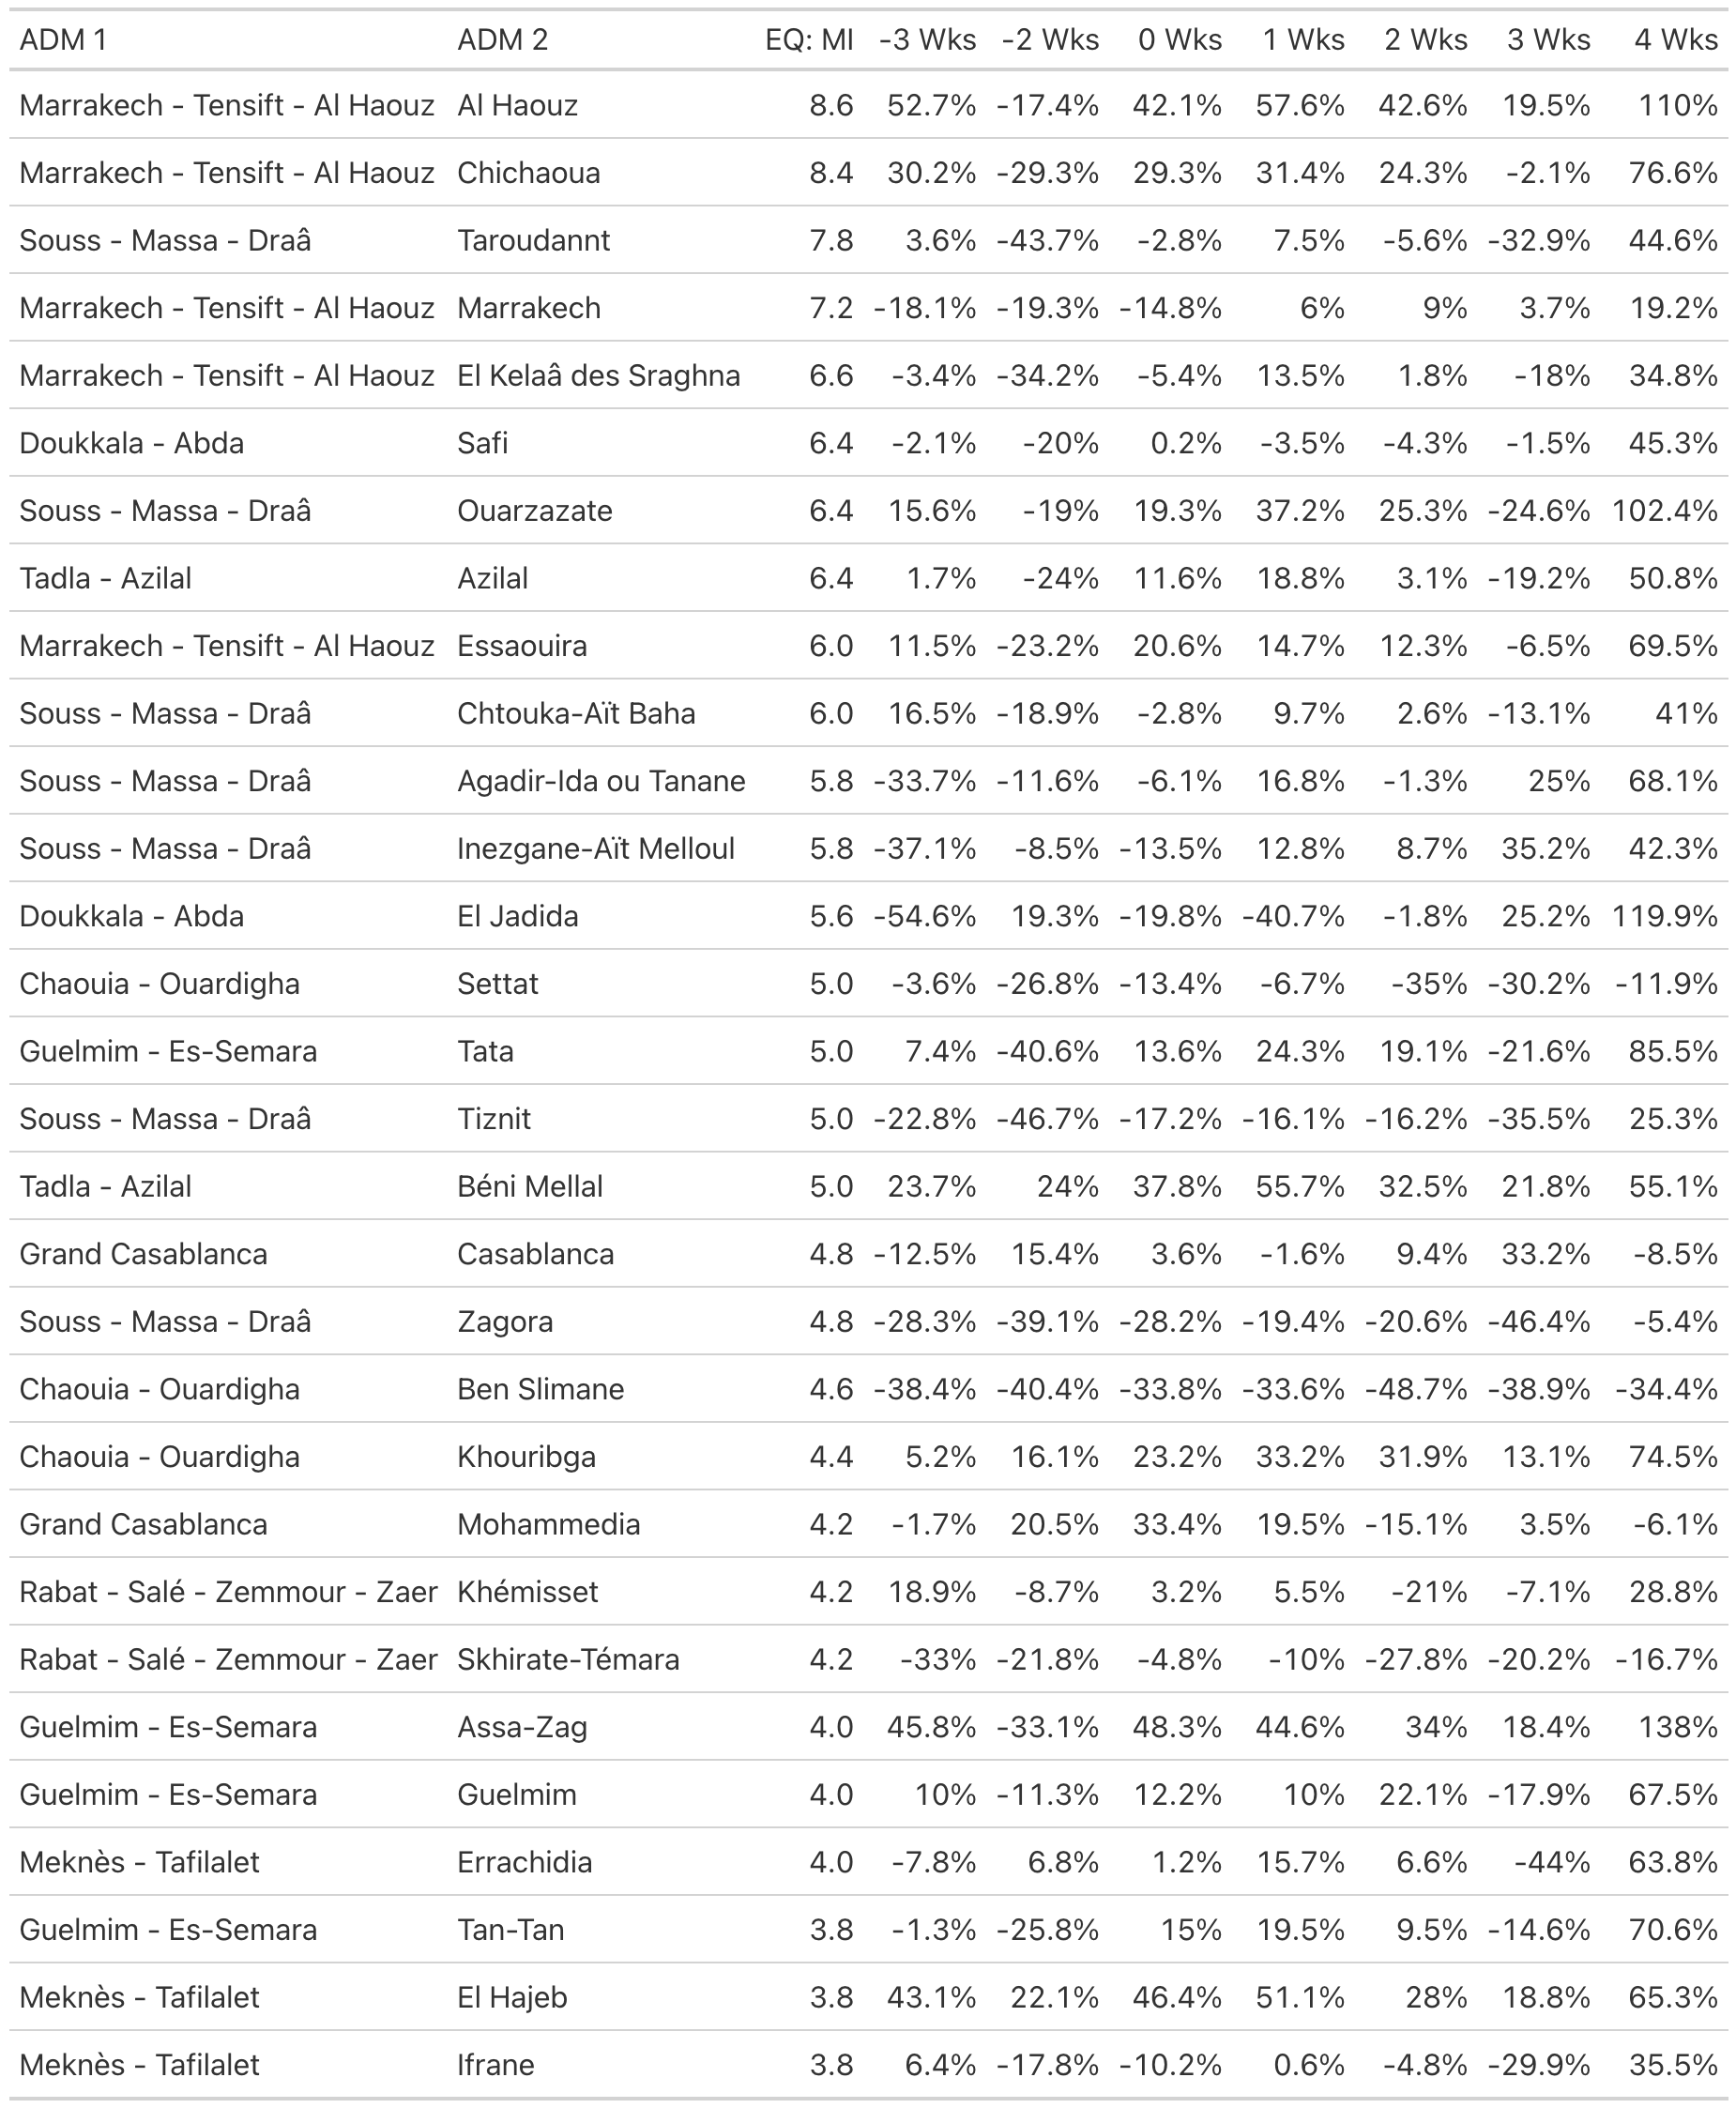 ADM 1 ADM 2 EQ: MI -3 Wks -2 Wks 0 Wks 1 Wks 2 Wks 3 Wks 4 Wks
Marrakech - Tensift - Al Haouz Al Haouz 8.6 52.7% -17.4% 42.1% 57.6% 42.6% 19.5% 110%
Marrakech - Tensift - Al Haouz Chichaoua 8.4 30.2% -29.3% 29.3% 31.4% 24.3% -2.1% 76.6%
Souss - Massa - Draâ Taroudannt 7.8 3.6% -43.7% -2.8% 7.5% -5.6% -32.9% 44.6%
Marrakech - Tensift - Al Haouz Marrakech 7.2 -18.1% -19.3% -14.8% 6% 9% 3.7% 19.2%
Marrakech - Tensift - Al Haouz El Kelaâ des Sraghna 6.6 -3.4% -34.2% -5.4% 13.5% 1.8% -18% 34.8%
Doukkala - Abda Safi 6.4 -2.1% -20% 0.2% -3.5% -4.3% -1.5% 45.3%
Souss - Massa - Draâ Ouarzazate 6.4 15.6% -19% 19.3% 37.2% 25.3% -24.6% 102.4%
Tadla - Azilal Azilal 6.4 1.7% -24% 11.6% 18.8% 3.1% -19.2% 50.8%
Marrakech - Tensift - Al Haouz Essaouira 6.0 11.5% -23.2% 20.6% 14.7% 12.3% -6.5% 69.5%
Souss - Massa - Draâ Chtouka-Aït Baha 6.0 16.5% -18.9% -2.8% 9.7% 2.6% -13.1% 41%
Souss - Massa - Draâ Agadir-Ida ou Tanane 5.8 -33.7% -11.6% -6.1% 16.8% -1.3% 25% 68.1%
Souss - Massa - Draâ Inezgane-Aït Melloul 5.8 -37.1% -8.5% -13.5% 12.8% 8.7% 35.2% 42.3%
Doukkala - Abda El Jadida 5.6 -54.6% 19.3% -19.8% -40.7% -1.8% 25.2% 119.9%
Chaouia - Ouardigha Settat 5.0 -3.6% -26.8% -13.4% -6.7% -35% -30.2% -11.9%
Guelmim - Es-Semara Tata 5.0 7.4% -40.6% 13.6% 24.3% 19.1% -21.6% 85.5%
Souss - Massa - Draâ Tiznit 5.0 -22.8% -46.7% -17.2% -16.1% -16.2% -35.5% 25.3%
Tadla - Azilal Béni Mellal 5.0 23.7% 24% 37.8% 55.7% 32.5% 21.8% 55.1%
Grand Casablanca Casablanca 4.8 -12.5% 15.4% 3.6% -1.6% 9.4% 33.2% -8.5%
Souss - Massa - Draâ Zagora 4.8 -28.3% -39.1% -28.2% -19.4% -20.6% -46.4% -5.4%
Chaouia - Ouardigha Ben Slimane 4.6 -38.4% -40.4% -33.8% -33.6% -48.7% -38.9% -34.4%
Chaouia - Ouardigha Khouribga 4.4 5.2% 16.1% 23.2% 33.2% 31.9% 13.1% 74.5%
Grand Casablanca Mohammedia 4.2 -1.7% 20.5% 33.4% 19.5% -15.1% 3.5% -6.1%
Rabat - Salé - Zemmour - Zaer Khémisset 4.2 18.9% -8.7% 3.2% 5.5% -21% -7.1% 28.8%
Rabat - Salé - Zemmour - Zaer Skhirate-Témara 4.2 -33% -21.8% -4.8% -10% -27.8% -20.2% -16.7%
Guelmim - Es-Semara Assa-Zag 4.0 45.8% -33.1% 48.3% 44.6% 34% 18.4% 138%
Guelmim - Es-Semara Guelmim 4.0 10% -11.3% 12.2% 10% 22.1% -17.9% 67.5%
Meknès - Tafilalet Errachidia 4.0 -7.8% 6.8% 1.2% 15.7% 6.6% -44% 63.8%
Guelmim - Es-Semara Tan-Tan 3.8 -1.3% -25.8% 15% 19.5% 9.5% -14.6% 70.6%
Meknès - Tafilalet El Hajeb 3.8 43.1% 22.1% 46.4% 51.1% 28% 18.8% 65.3%
Meknès - Tafilalet Ifrane 3.8 6.4% -17.8% -10.2% 0.6% -4.8% -29.9% 35.5%